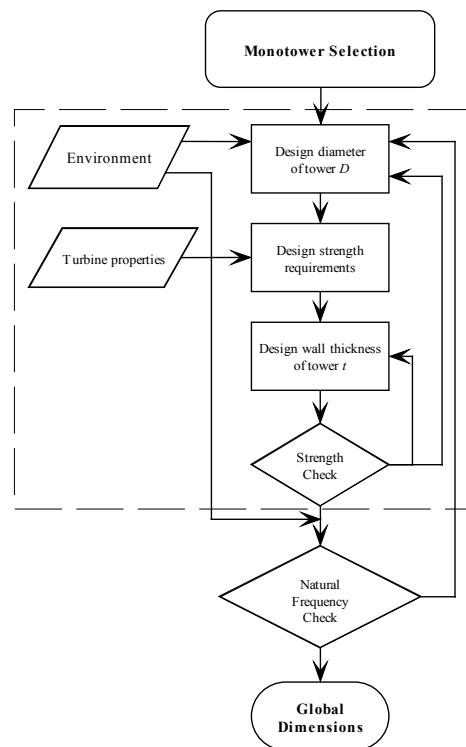 Monotower Selection
Environment
Design diameter
of tower D
Turbine properties
Design strength
requirements
Design wall thickness
of tower t
Strength
Check
Natural
Frequency
Check
Global
Dimensions